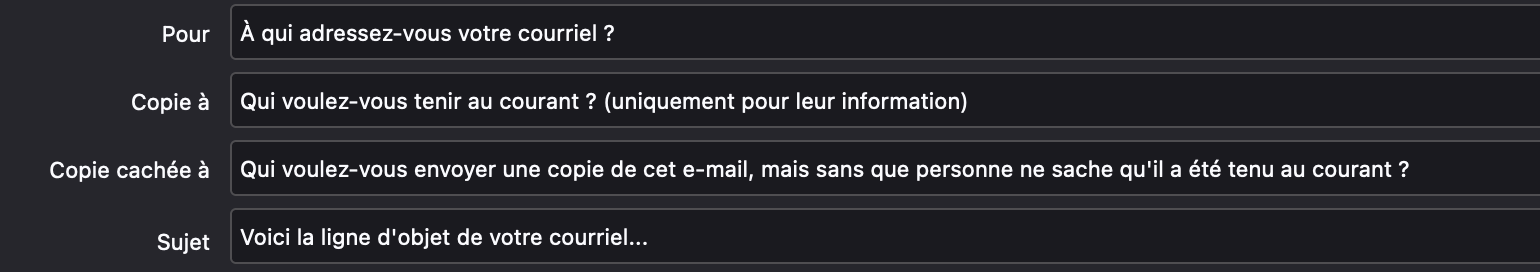 Pour
À qui adressez-vous votre courriel ?
Copie à
Qui voulez-vous tenir au courant ? (uniquement pour leur information)
Copie cachée à
Qui voulez-vous envoyer une copie de cet e-mail, mais sans que personne ne sache qu'il a été tenu au courant ?
Sujet
Voici la ligne d'objet de votre courriel...